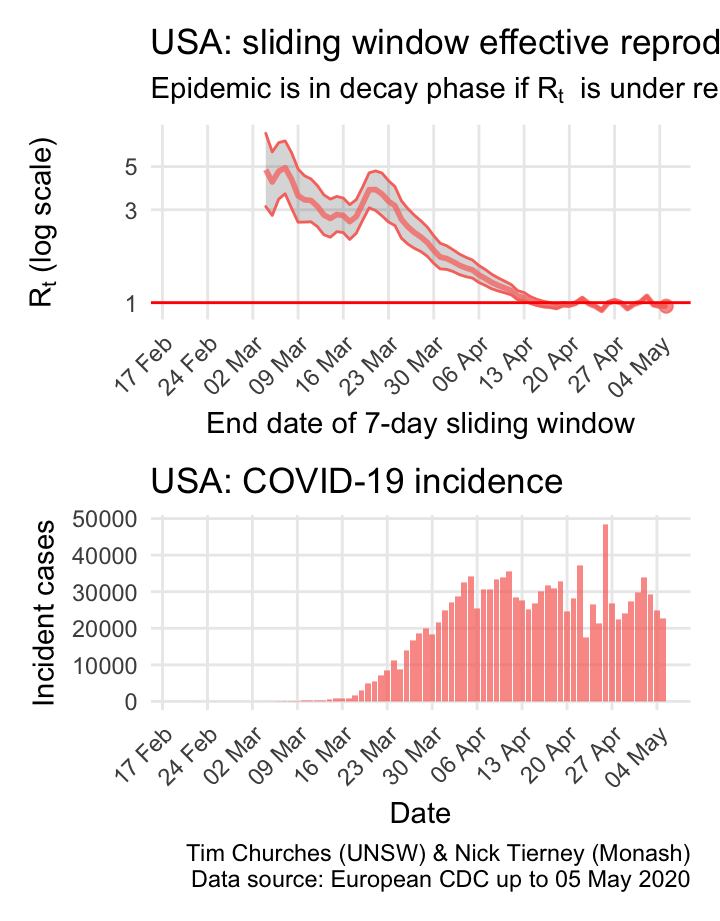 USA: sliding window effective reprod
Epidemic is in decay phase if Rt is under re
Rt (log scale)
5
3
1
17 Feb
24 Feb
02 Mar
09 Mar
16 Mar
23 Mar
30 Mar
06 Apr
13 Apr
20 Apr
27 Apr
04 May
End date of 7-day sliding window
USA: COVID-19 incidence
Incident cases
50000
40000
30000
20000
10000
0
17 Feb
24 Feb
02 Mar
09 Mar
16 Mar
23 Mar
30 Mar
06 Apr
13 Apr
20 Apr
27 Apr
04 May
Date
Tim Churches (UNSW) & Nick Tierney (Monash)
Data source: European CDC up to 05 May 2020